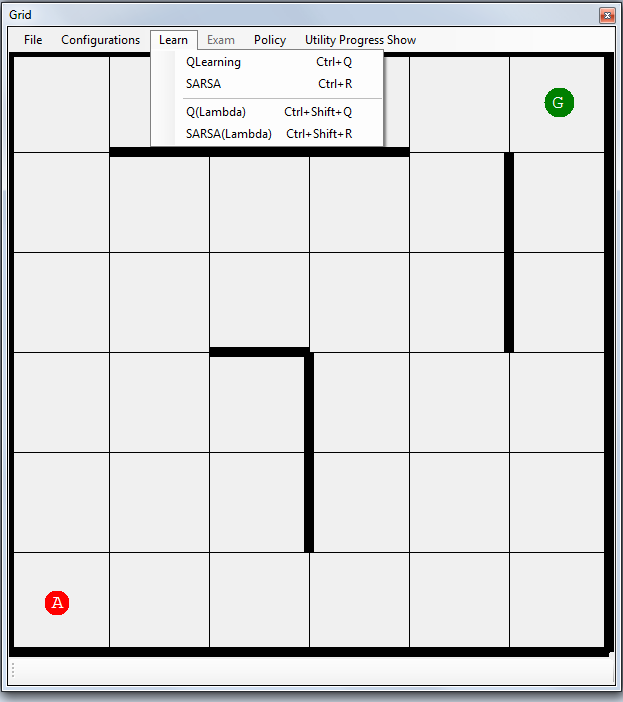 Grid
File Configurations Learn Exam Policy Utility Progress Show
QLearning Ctrl+Q
SARSA Ctrl+R
Q(Lambda) Ctrl+Shift+Q
SARSA(Lambda) Ctrl+Shift+R
G
A